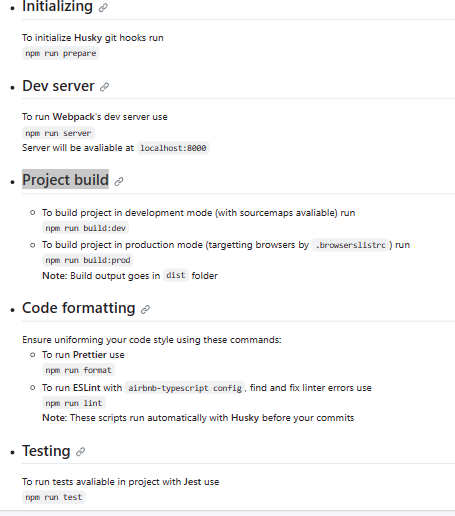 Initializing
To initialize Husky git hooks run
npm run prepare
Dev server
To run Webpack's dev server use
npm run server
Server will be avaliable at localhost:8000
Project build
To build project in development mode (with sourcemaps avaliable) run
npm run build:dev
To build project in production mode (targetting browsers by .browserslistrc) run
npm run build:prod
Note: Build output goes in dist folder
Code formatting
Ensure uniforming your code style using these commands:
To run Prettier use
npm run format
To run ESLint with airbnb-typescript config, find and fix linter errors use
npm run lint
Note: These scripts run automatically with Husky before your commits
Testing
To run tests avaliable in project with Jest use
npm run test